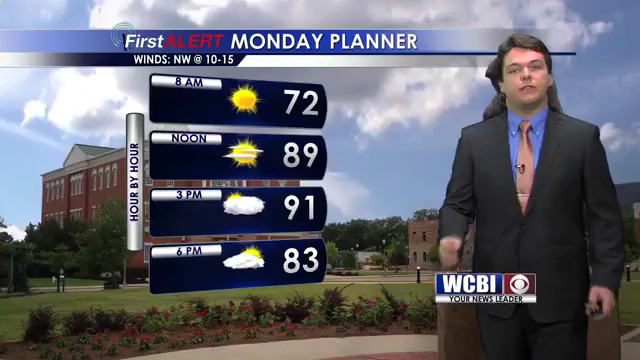 FirstALERT MONDAY PLANNER
WINDS: NW @ 10-15
HOUR BY HOUR
8 AM
72
NOON
89
3 PM
91
6 PM
83
WCBI
YOUR NEWS LEADER